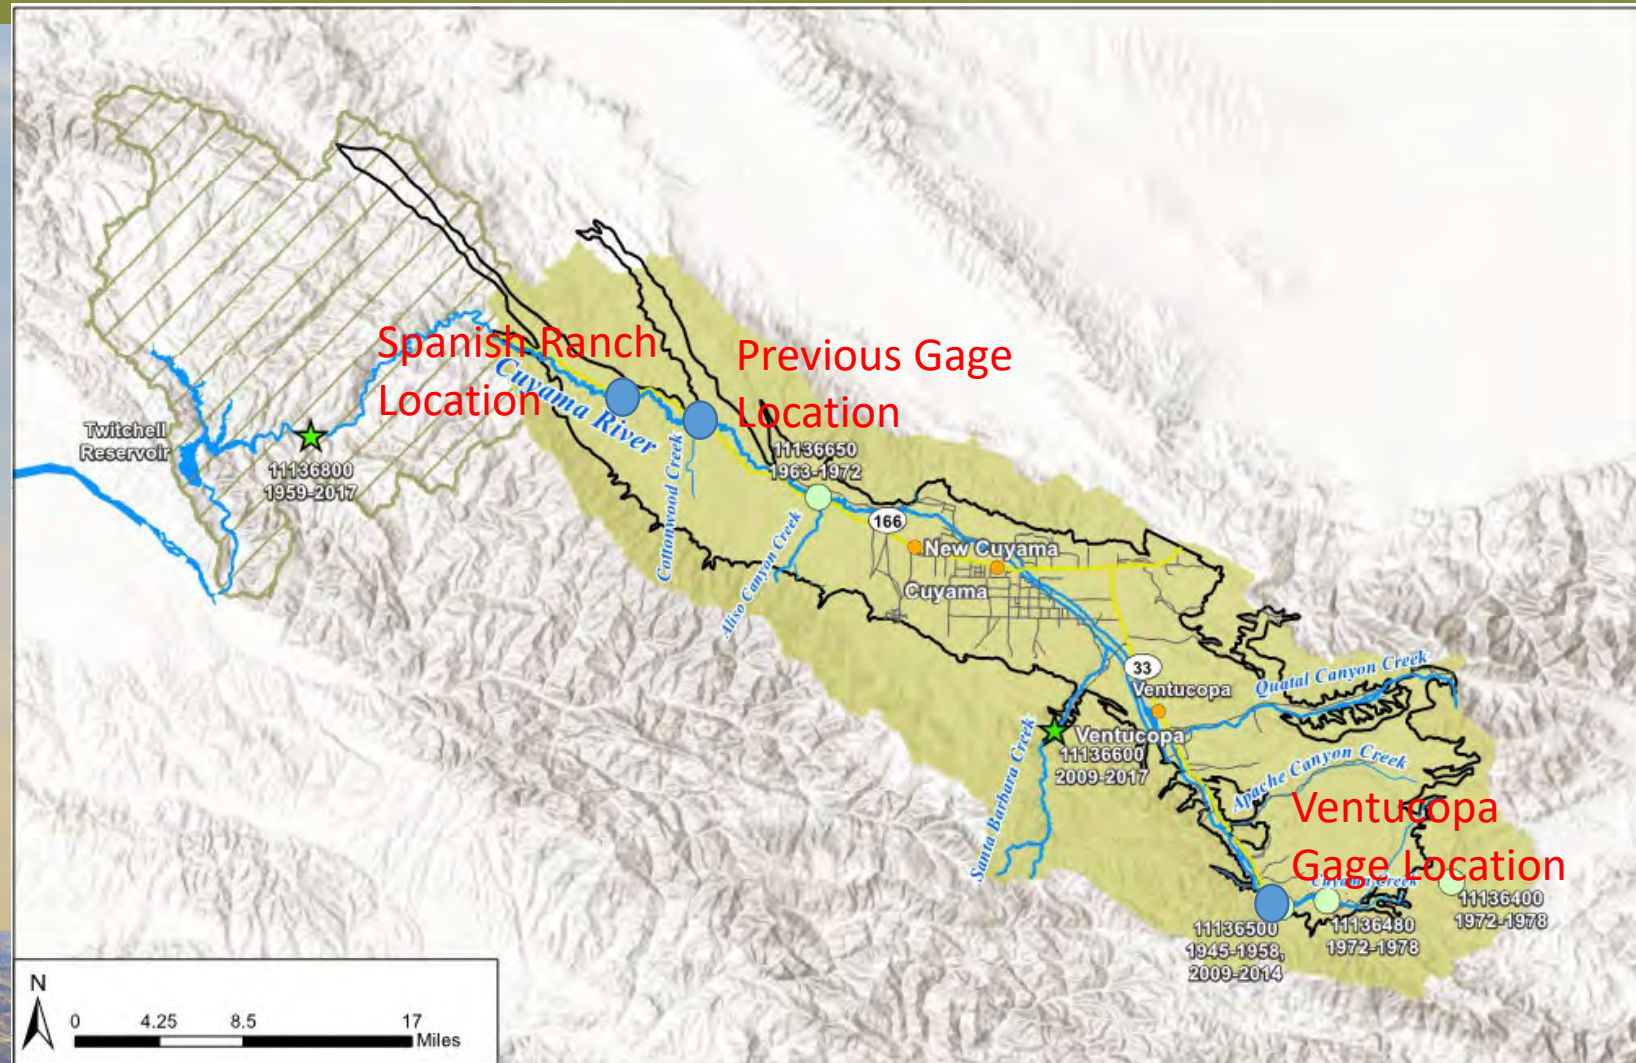 Spanish Ranch
Location
Previous Gage
Location
Cuyama River
Twitchell
Reservoir
11136800
1959-2017
Cottonwood Creek
11136650
1963-1972
Aliso Canyon Creek
166
New Cuyama
Cuyama
33
Ventucopa
Quatal Canyon Creek
Santa Barbara Creek
Ventucopa
11136600
2009-2017
Apache Canyon Creek
Ventucopa
Gage Location
Cuyama Creek
11136400
1972-1978
11136480
1972-1978
11136500
1945-1958,
2009-2014
N
0 4.25 8.5 17
Miles